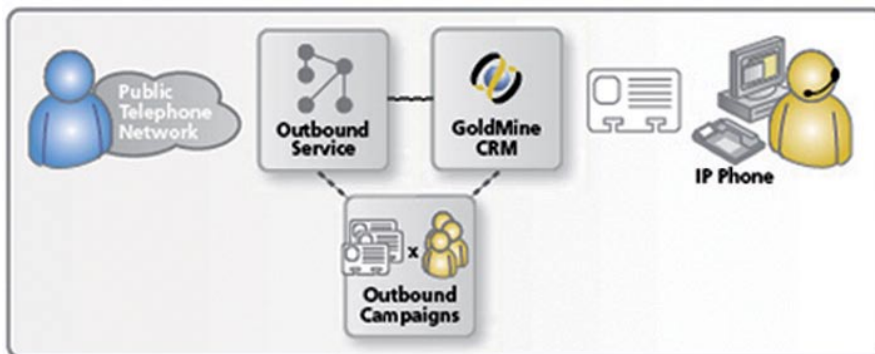 Public
Telephone
Network
Outbound
Service
GoldMine
CRM
IP Phone
x
Outbound
Campaigns